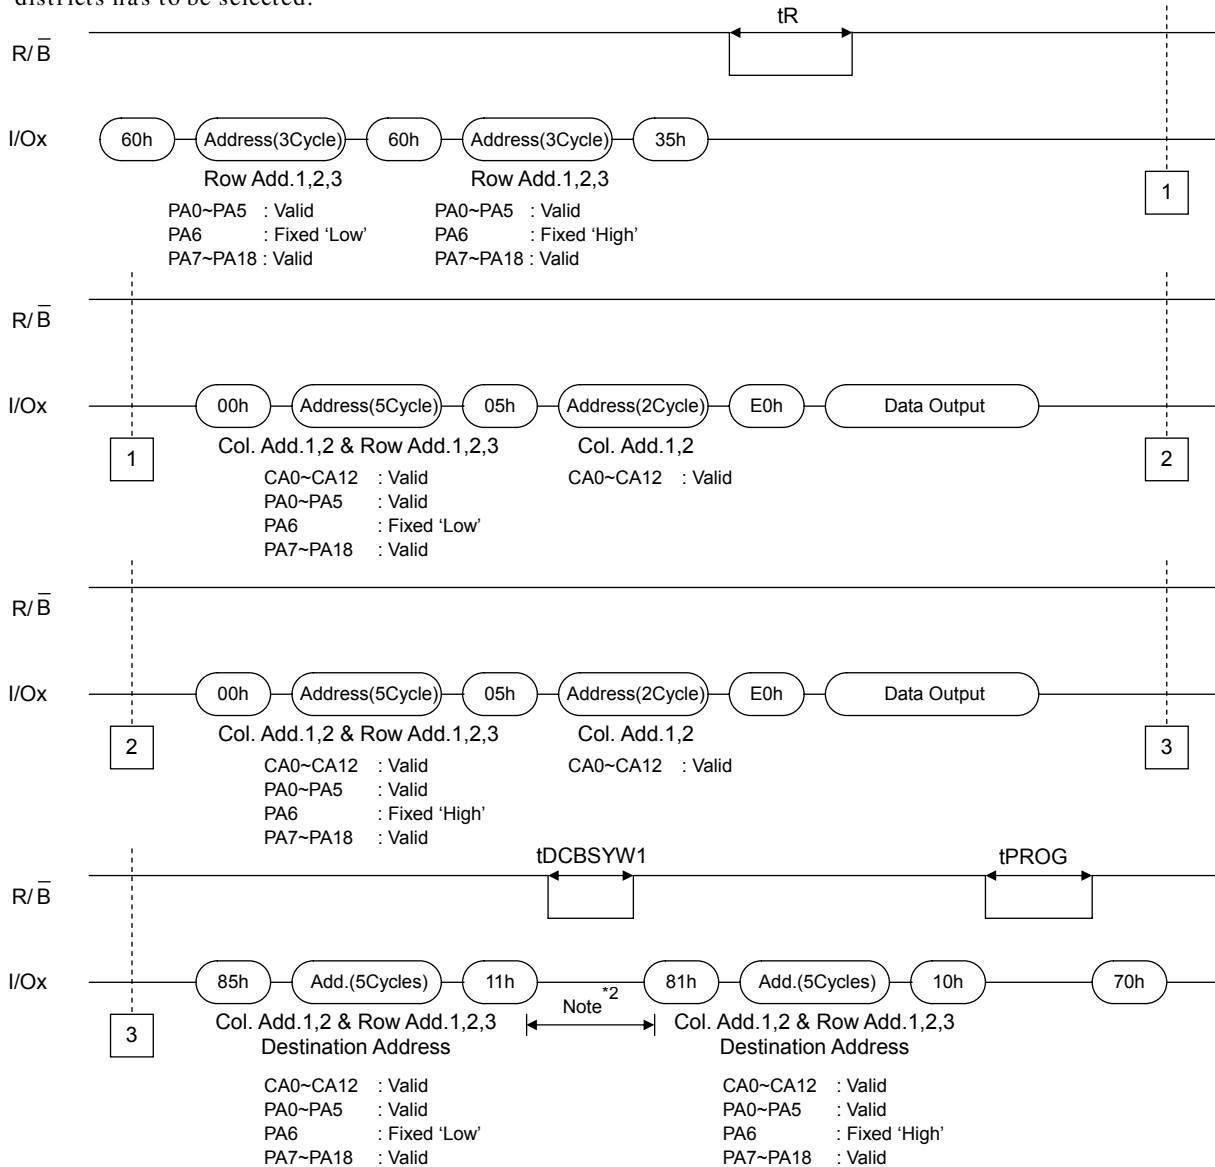 districts has to be selected.
tR
R/B̅
I/Ox
60h
Address(3Cycle)
60h
Address(3Cycle)
35h
Row Add.1,2,3
Row Add.1,2,3
1
PA0~PA5 : Valid
PA6 : Fixed ‘Low’
PA7~PA18 : Valid
PA0~PA5 : Valid
PA6 : Fixed ‘High’
PA7~PA18 : Valid
R/B̅
I/Ox
00h
Address(5Cycle)
05h
Address(2Cycle)
E0h
Data Output
1
Col. Add.1,2 & Row Add.1,2,3
Col. Add.1,2
2
CA0~CA12 : Valid
PA0~PA5 : Valid
PA6 : Fixed ‘Low’
PA7~PA18 : Valid
CA0~CA12 : Valid
R/B̅
I/Ox
00h
Address(5Cycle)
05h
Address(2Cycle)
E0h
Data Output
2
Col. Add.1,2 & Row Add.1,2,3
Col. Add.1,2
3
CA0~CA12 : Valid
PA0~PA5 : Valid
PA6 : Fixed ‘High’
PA7~PA18 : Valid
CA0~CA12 : Valid
tDCBSYW1
tPROG
R/B̅
I/Ox
85h
Add.(5Cycles)
11h
Note*2
81h
Add.(5Cycles)
10h
70h
3
Col. Add.1,2 & Row Add.1,2,3
Destination Address
Col. Add.1,2 & Row Add.1,2,3
Destination Address
CA0~CA12 : Valid
PA0~PA5 : Valid
PA6 : Fixed ‘Low’
PA7~PA18 : Valid
CA0~CA12 : Valid
PA0~PA5 : Valid
PA6 : Fixed ‘High’
PA7~PA18 : Valid